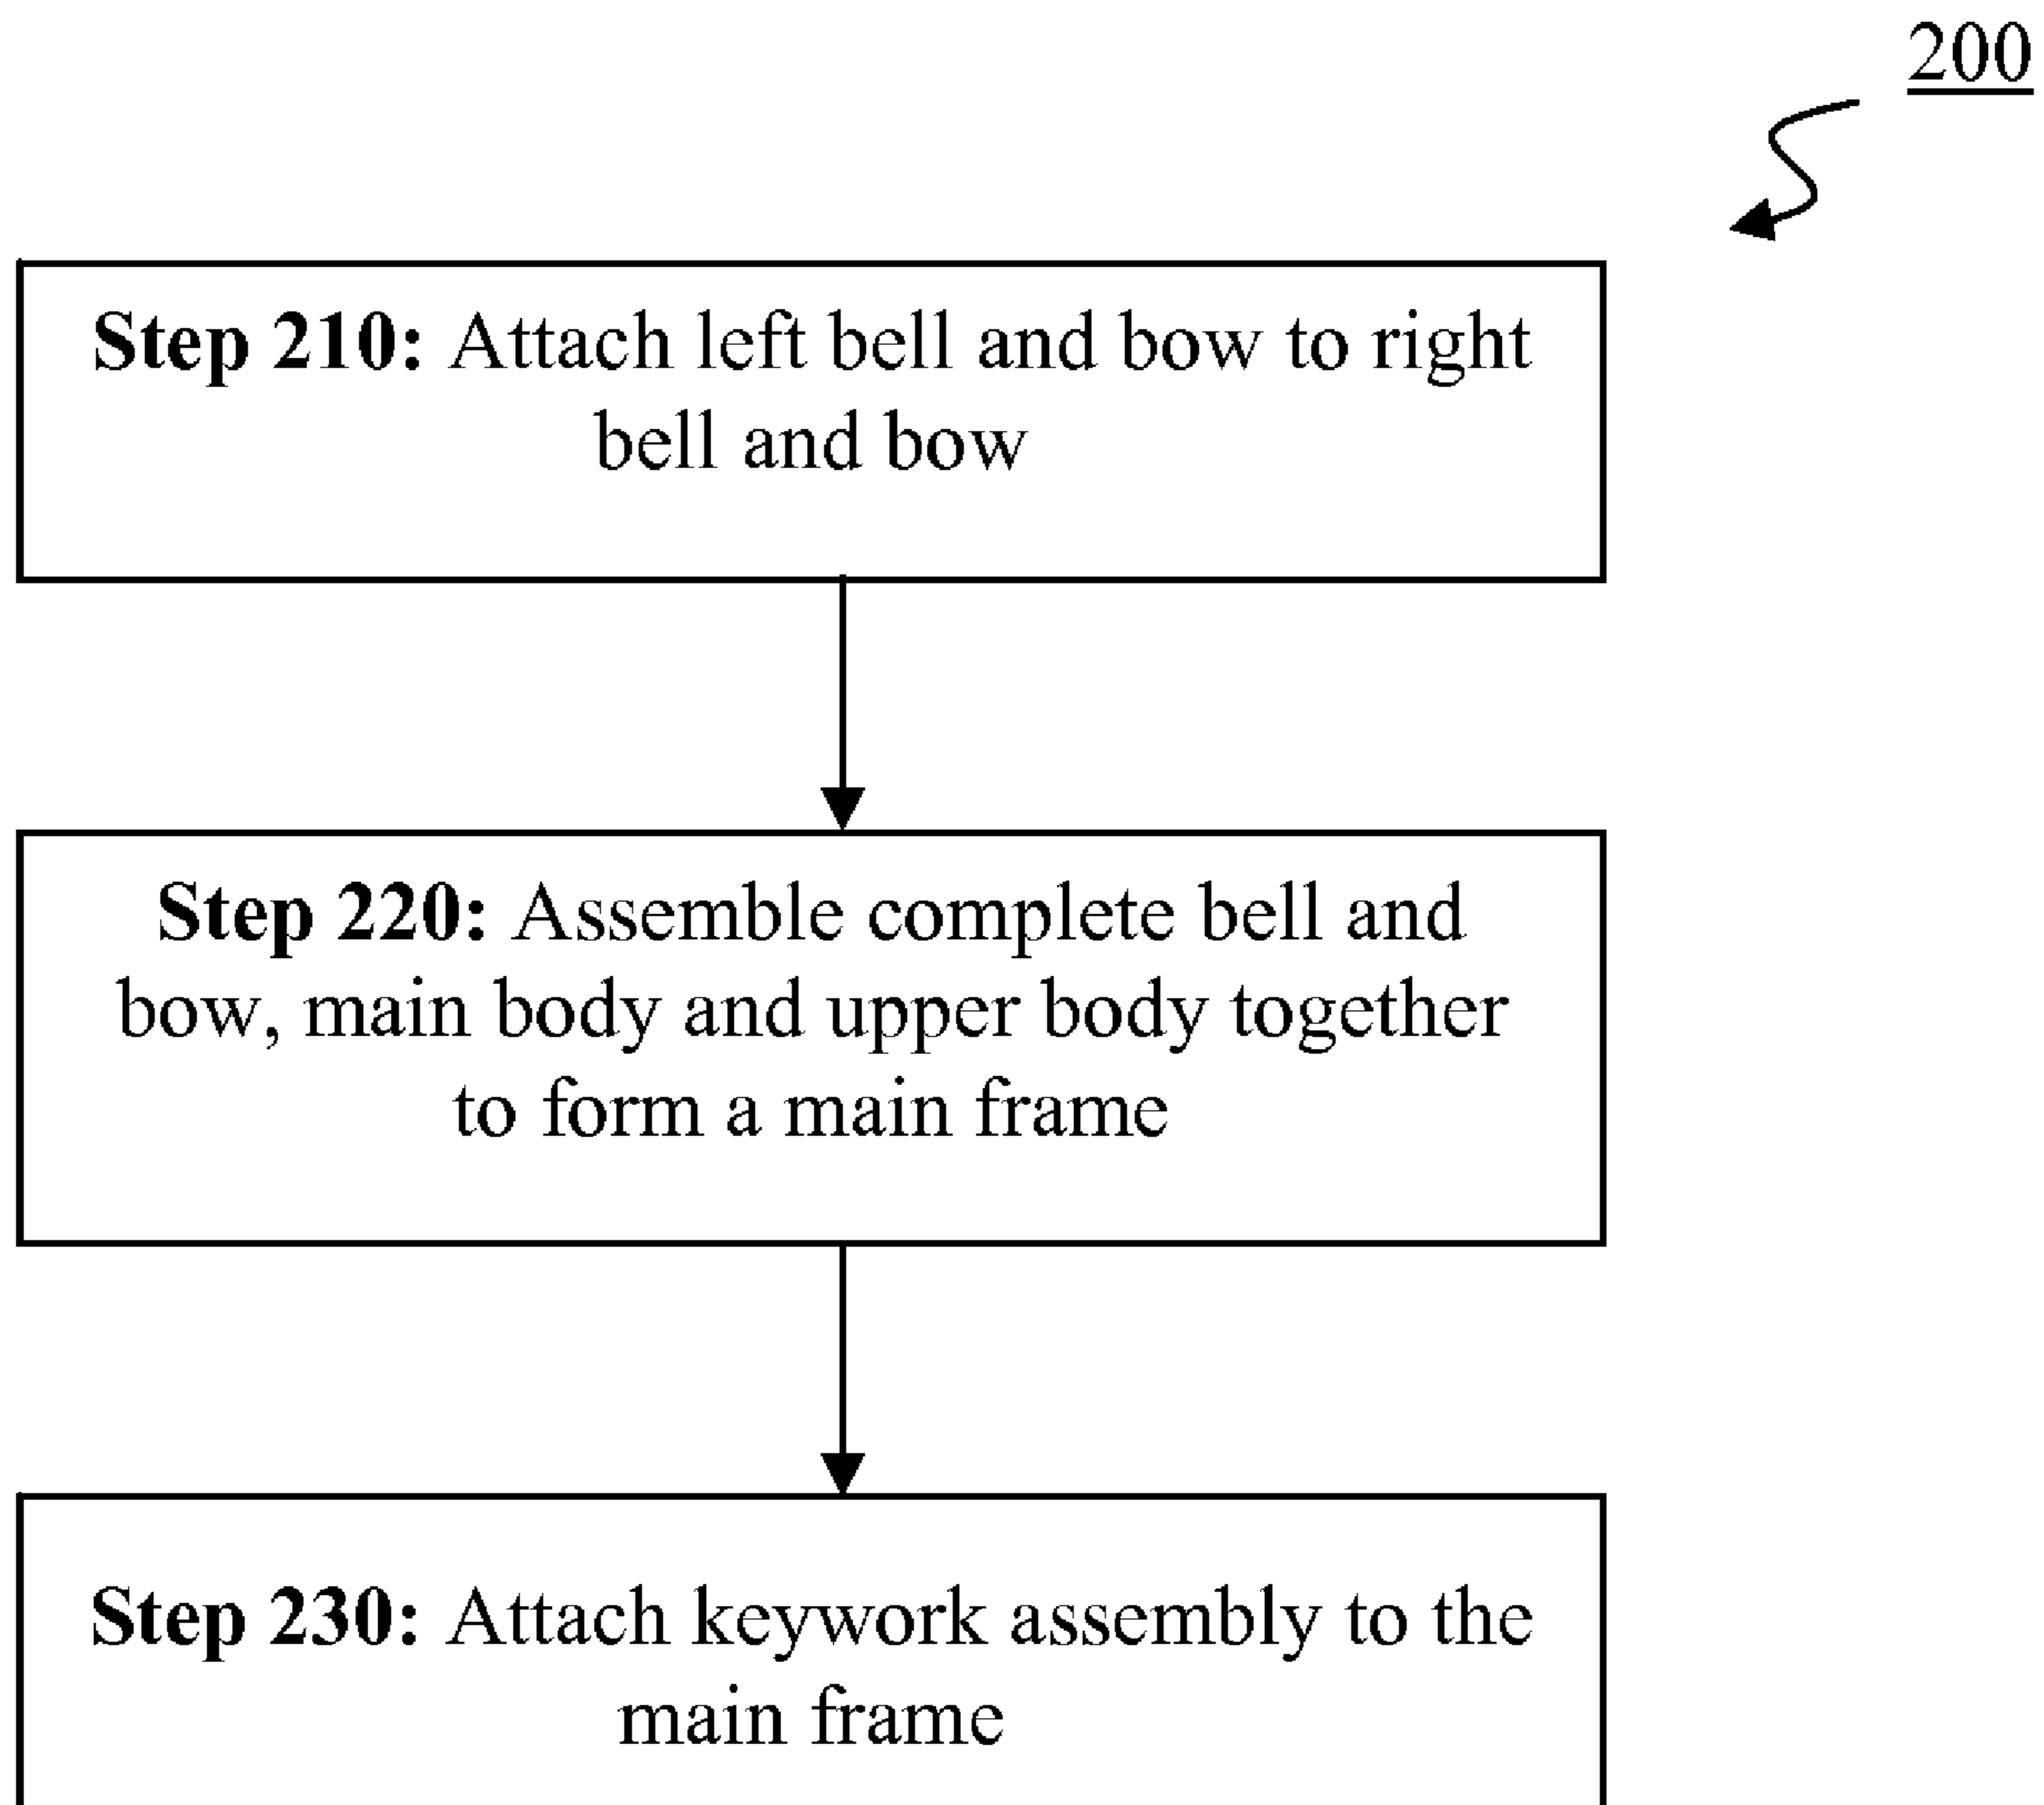 200
Step 210: Attach left bell and bow to right
bell and bow
Step 220: Assemble complete bell and
bow, main body and upper body together
to form a main frame
Step 230: Attach keywork assembly to the
main frame